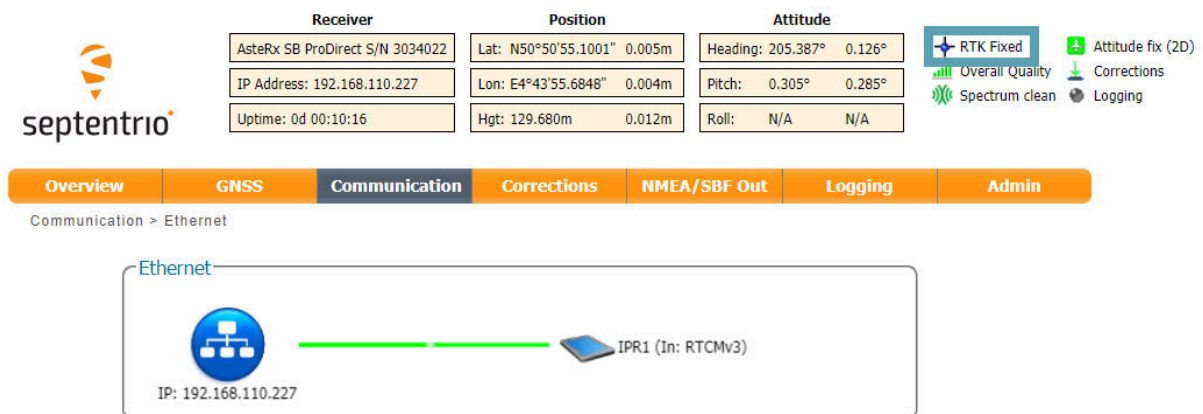 Receiver Position Attitude
AsteRx SB ProDirect S/N 3034022 Lat: N50°50'55.1001" 0.005m Heading: 205.387° 0.126° RTK Fixed Attitude fix (2D)
IP Address: 192.168.110.227 Lon: E4°43'55.6848" 0.004m Pitch: 0.305° 0.285° Overall Quality Corrections
Uptime: 0d 00:10:16 Hgt: 129.680m 0.012m Roll: N/A N/A Spectrum clean Logging
septentrio
Overview GNSS Communication Corrections NMEA/SBF Out Logging Admin
Communication > Ethernet
Ethernet
IPR1 (In: RTCMv3)
IP: 192.168.110.227